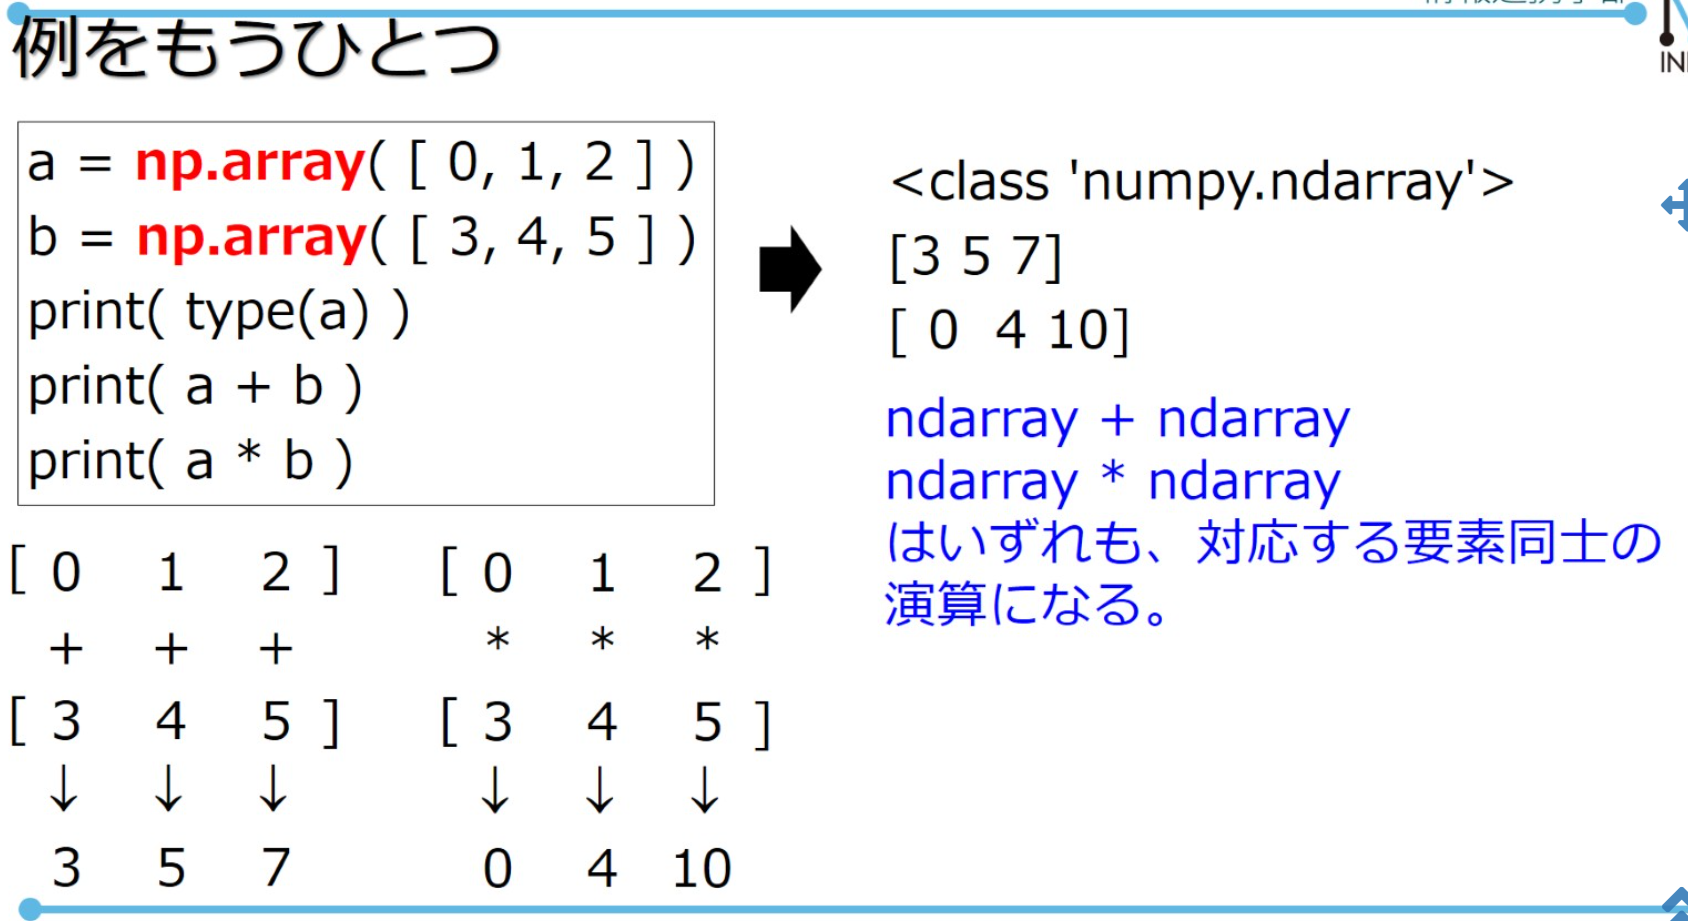 例をもうひとつ
a = np.array( [ 0, 1, 2 ] )
b = np.array( [ 3, 4, 5 ] )
print( type(a) )
print( a + b )
print( a * b )
<class 'numpy.ndarray'>
[3 5 7]
[ 0  4 10]
ndarray + ndarray
ndarray * ndarray
はいずれも、対応する要素同士の
演算になる。
[ 0 1 2 ]
+ + +
[ 3 4 5 ]
↓ ↓ ↓
3 5 7
[ 0 1 2 ]
* * *
[ 3 4 5 ]
↓ ↓ ↓
0 4 10